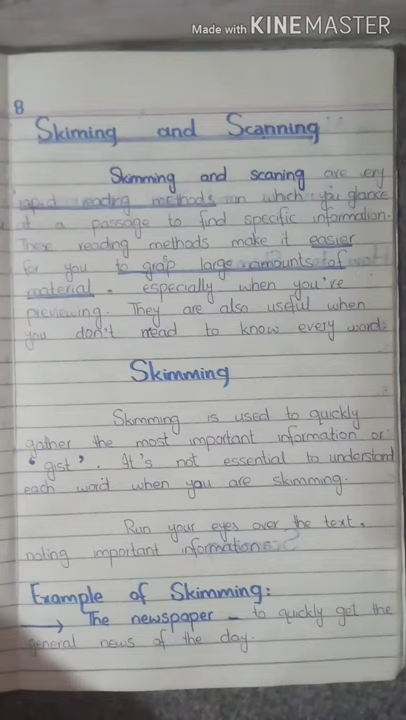 Made with KINEMASTER
8
Skiming and Scanning
Skimming and scaning are very
rapid reading methods in which you glance
at a passage to find specific information.
These reading methods make it easier
for you to grap large amounts of
material. especially when you're
previewing. They are also useful when
you don't nead to know every word.
Skimming
Skimming is used to quickly
gather the most important information or
'gist'. It's not essential to understand
each word when you are skimming.
Run your eyes over the text.
noting important information.
Example of Skimming:
→ The newspaper - to quickly get the
general news of the day.